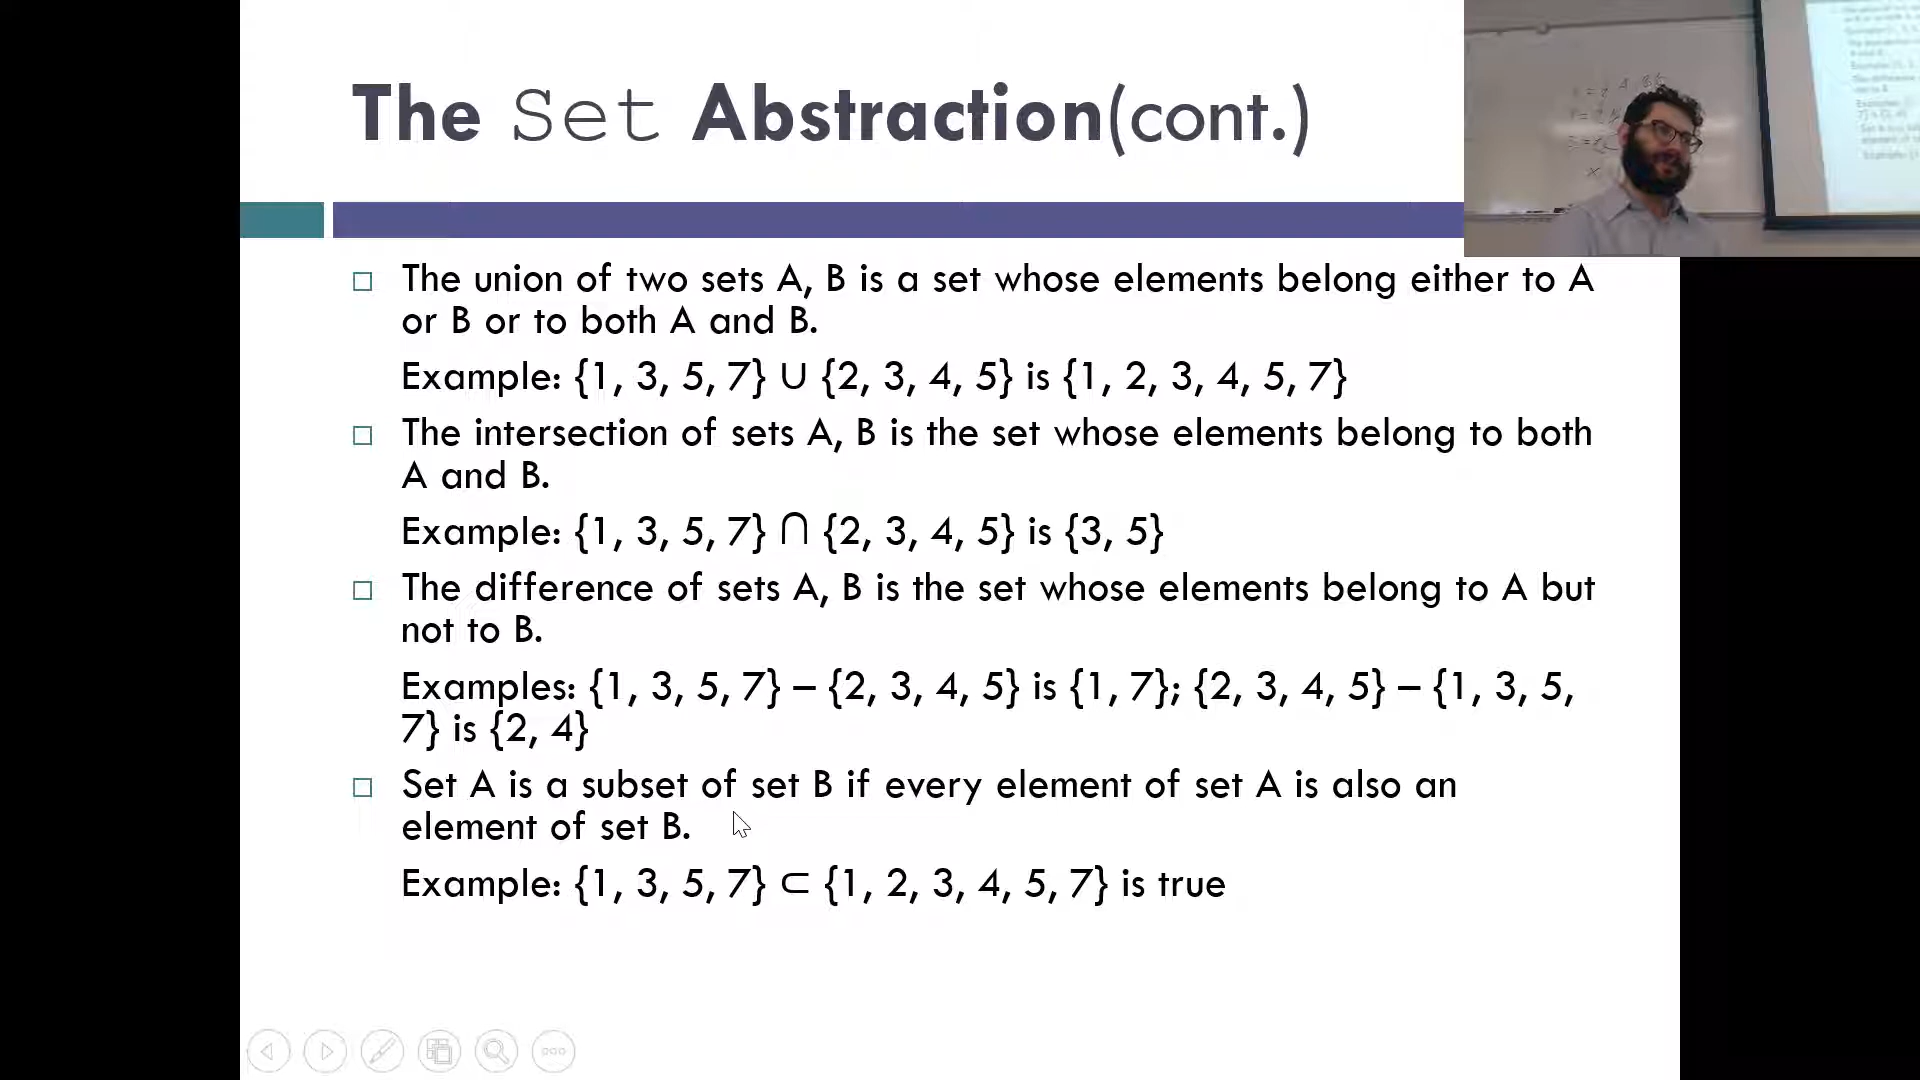 The Set Abstraction(cont.)
The union of two sets A, B is a set whose elements belong either to A
or B or to both A and B.
Example: {1, 3, 5, 7} ∪ {2, 3, 4, 5} is {1, 2, 3, 4, 5, 7}
The intersection of sets A, B is the set whose elements belong to both
A and B.
Example: {1, 3, 5, 7} ∩ {2, 3, 4, 5} is {3, 5}
The difference of sets A, B is the set whose elements belong to A but
not to B.
Examples: {1, 3, 5, 7} – {2, 3, 4, 5} is {1, 7}; {2, 3, 4, 5} – {1, 3, 5,
7} is {2, 4}
Set A is a subset of set B if every element of set A is also an
element of set B.
Example: {1, 3, 5, 7} ⊂ {1, 2, 3, 4, 5, 7} is true